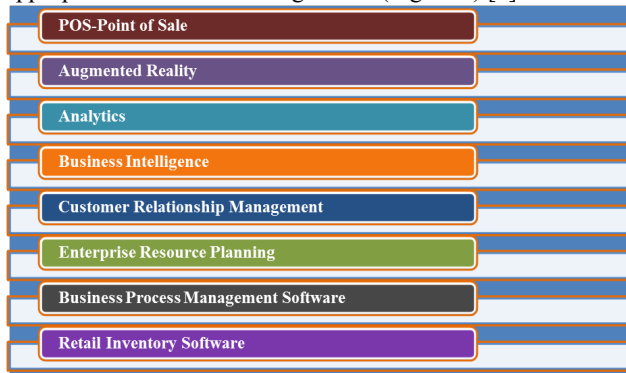 POS-Point of Sale
Augmented Reality
Analytics
Business Intelligence
Customer Relationship Management
Enterprise Resource Planning
Business Process Management Software
Retail Inventory Software